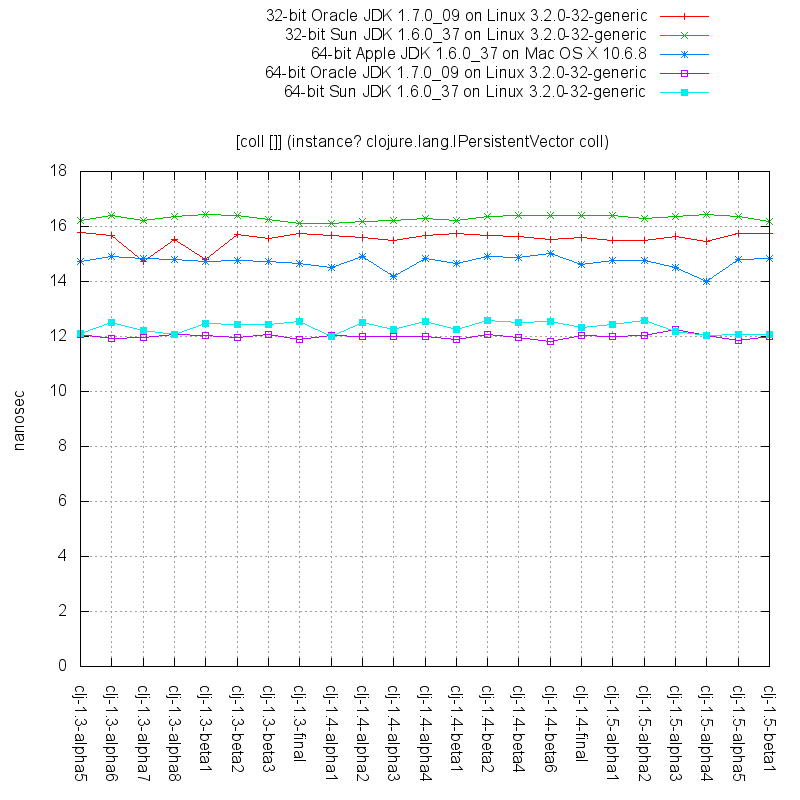 32-bit Oracle JDK 1.7.0_09 on Linux 3.2.0-32-generic
32-bit Sun JDK 1.6.0_37 on Linux 3.2.0-32-generic
64-bit Apple JDK 1.6.0_37 on Mac OS X 10.6.8
64-bit Oracle JDK 1.7.0_09 on Linux 3.2.0-32-generic
64-bit Sun JDK 1.6.0_37 on Linux 3.2.0-32-generic
[coll []] (instance? clojure.lang.IPersistentVector coll)
18
16
14
12
10
8
6
4
2
0
nanosec
clj-1.3-alpha5
clj-1.3-alpha6
clj-1.3-alpha7
clj-1.3-alpha8
clj-1.3-beta1
clj-1.3-beta2
clj-1.3-beta3
clj-1.3-final
clj-1.4-alpha1
clj-1.4-alpha2
clj-1.4-alpha3
clj-1.4-alpha4
clj-1.4-beta1
clj-1.4-beta2
clj-1.4-beta4
clj-1.4-beta6
clj-1.4-final
clj-1.5-alpha1
clj-1.5-alpha2
clj-1.5-alpha3
clj-1.5-alpha4
clj-1.5-alpha5
clj-1.5-beta1